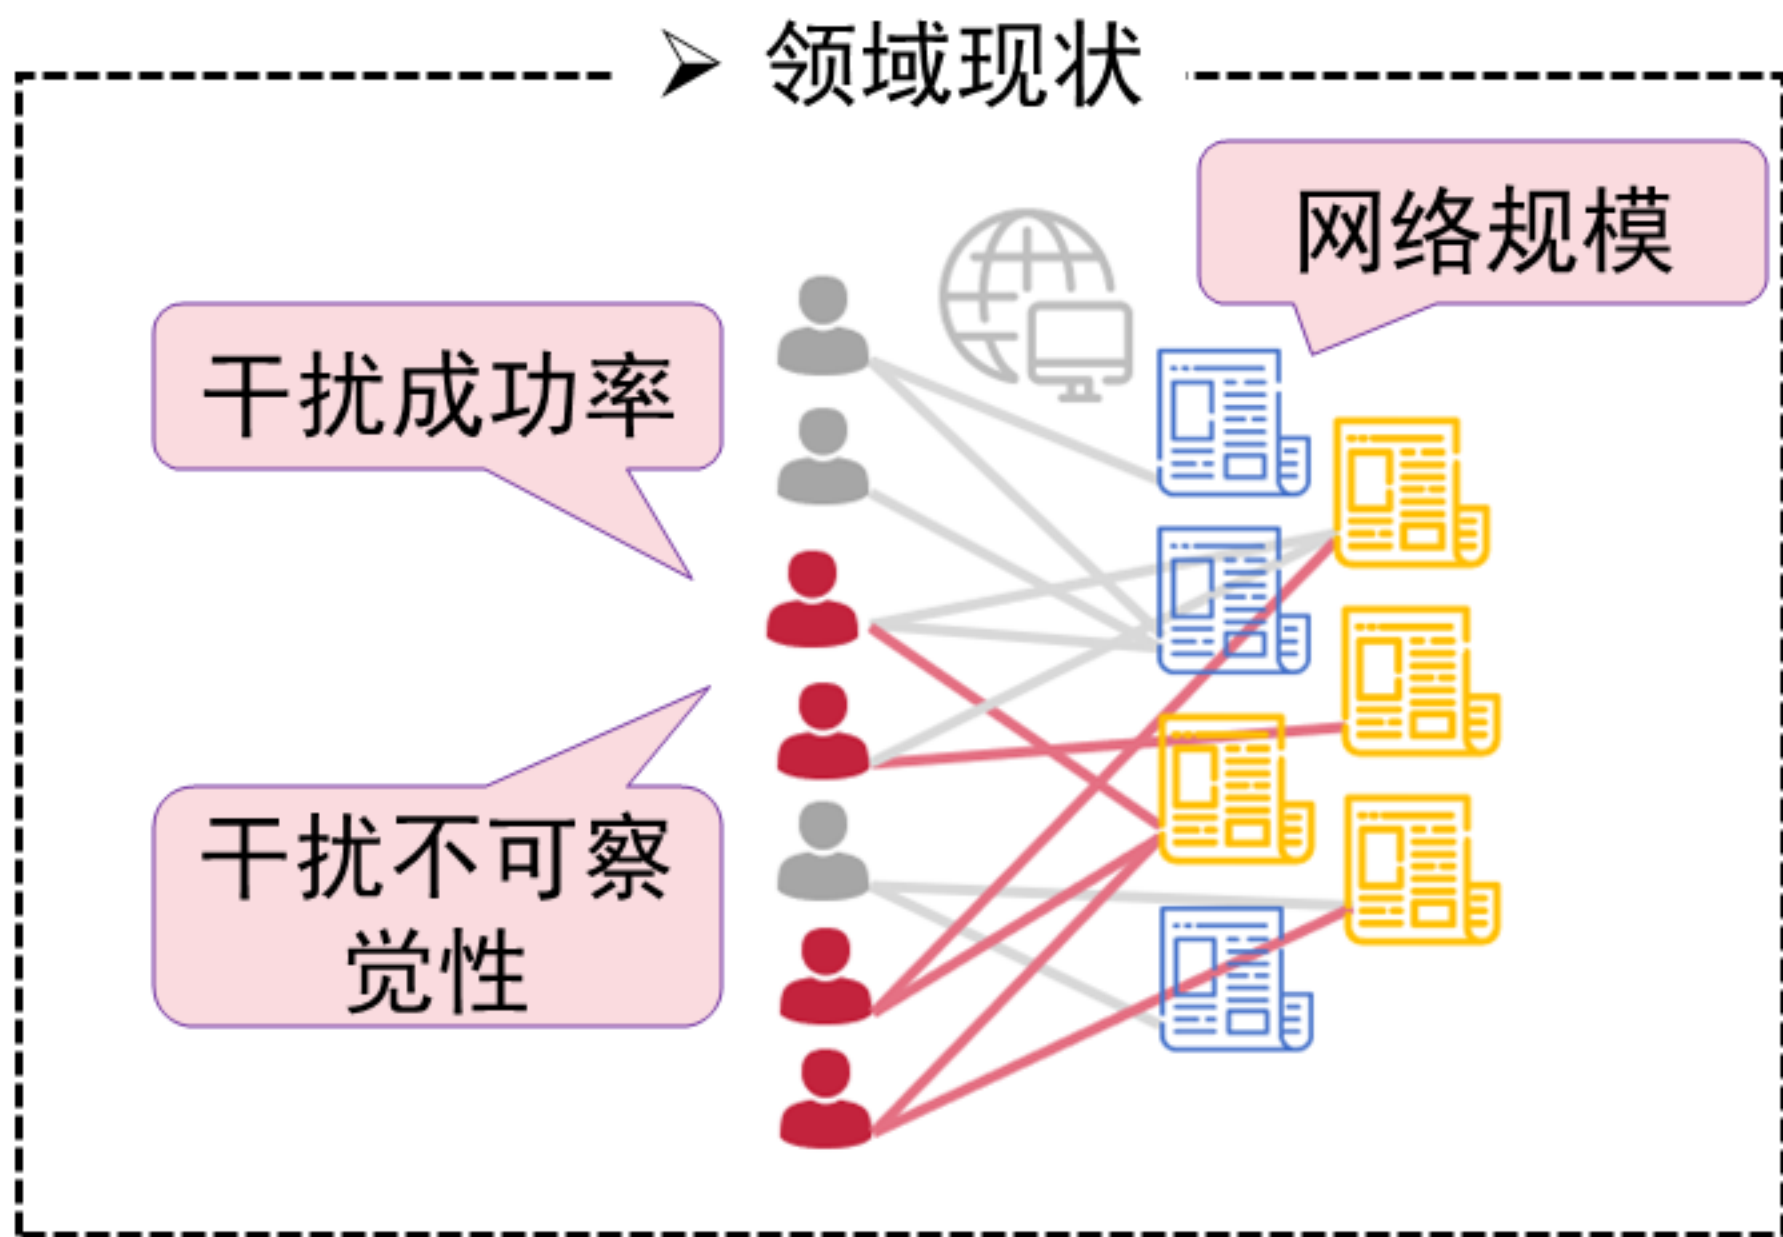 ➢ 领域现状
网络规模
干扰成功率
干扰不可察
觉性